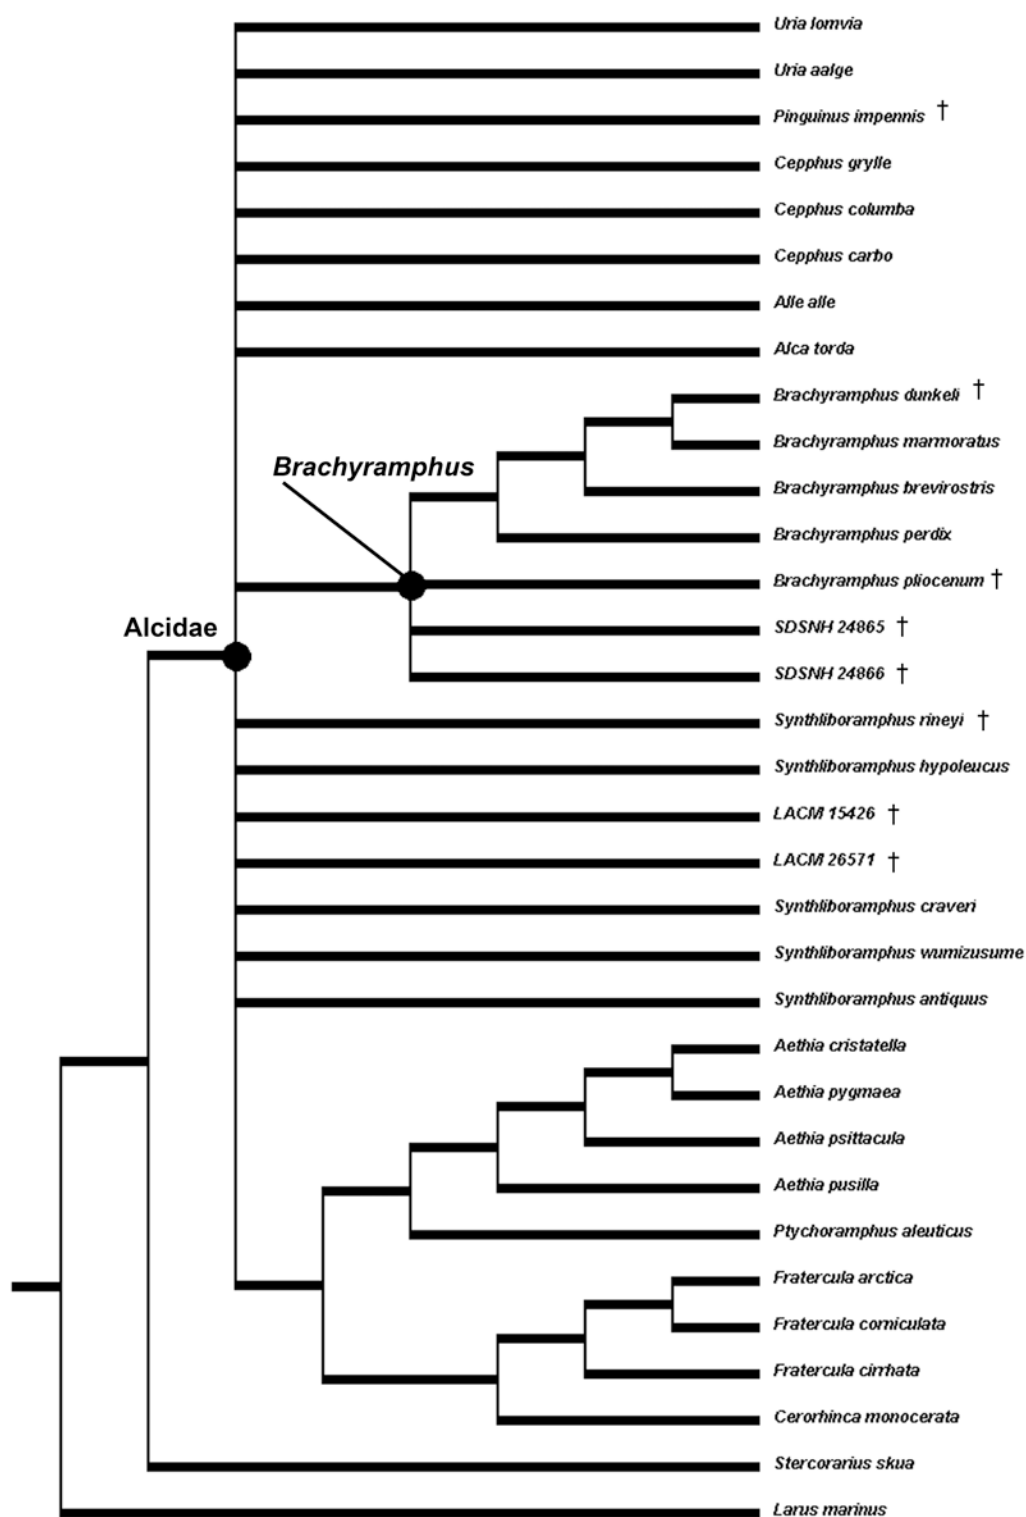 Uria lomvia
Uria aalge
Pinguinus impennis †
Cepphus grylle
Cepphus columba
Cepphus carbo
Alle alle
Alca torda
Brachyramphus dunkeli †
Brachyramphus marmoratus
Brachyramphus
Brachyramphus brevirostris
Brachyramphus perdix
Brachyramphus pliocenum †
Alcidae
SDSNH 24865 †
SDSNH 24866 †
Synthliboramphus rineyi †
Synthliboramphus hypoleucus
LACM 15426 †
LACM 26571 †
Synthliboramphus craveri
Synthliboramphus wumizusume
Synthliboramphus antiquus
Aethia cristatella
Aethia pygmaea
Aethia psittacula
Aethia pusilla
Ptychoramphus aleuticus
Fratercula arctica
Fratercula corniculata
Fratercula cirrhata
Cerorhinca monocerata
Stercorarius skua
Larus marinus